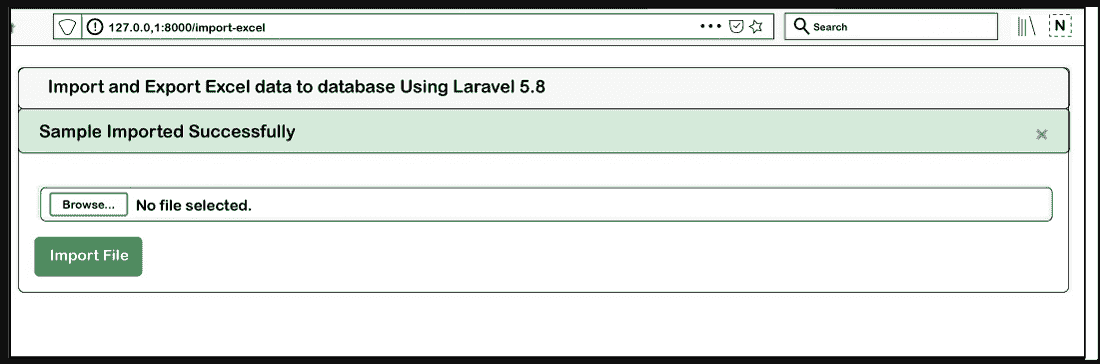 127.0.0,1:8000/import-excel
Search
N
Import and Export Excel data to database Using Laravel 5.8
Sample Imported Successfully
Browse... No file selected.
Import File